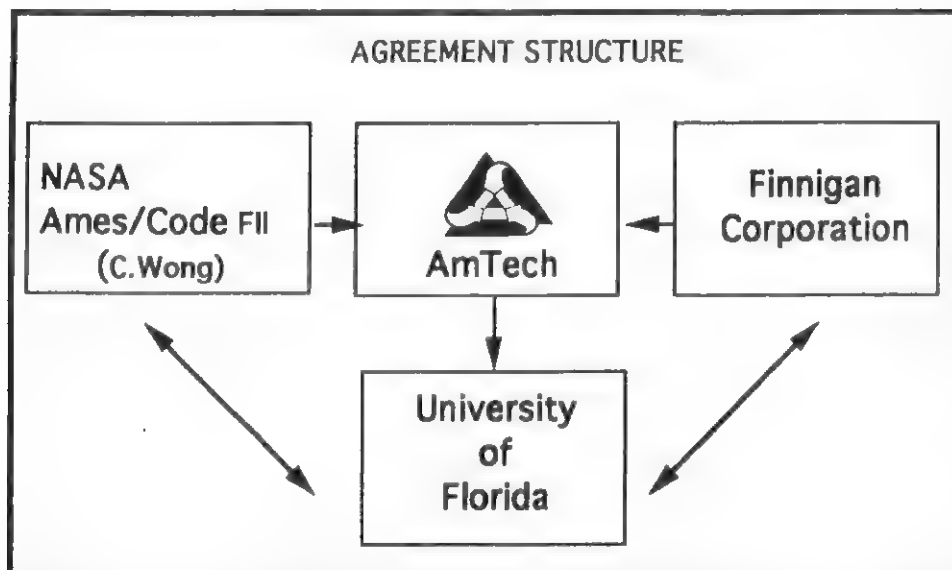 AGREEMENT STRUCTURE
NASA
Ames/Code FII
(C.Wong)
AmTech
Finnigan
Corporation
University
of
Florida